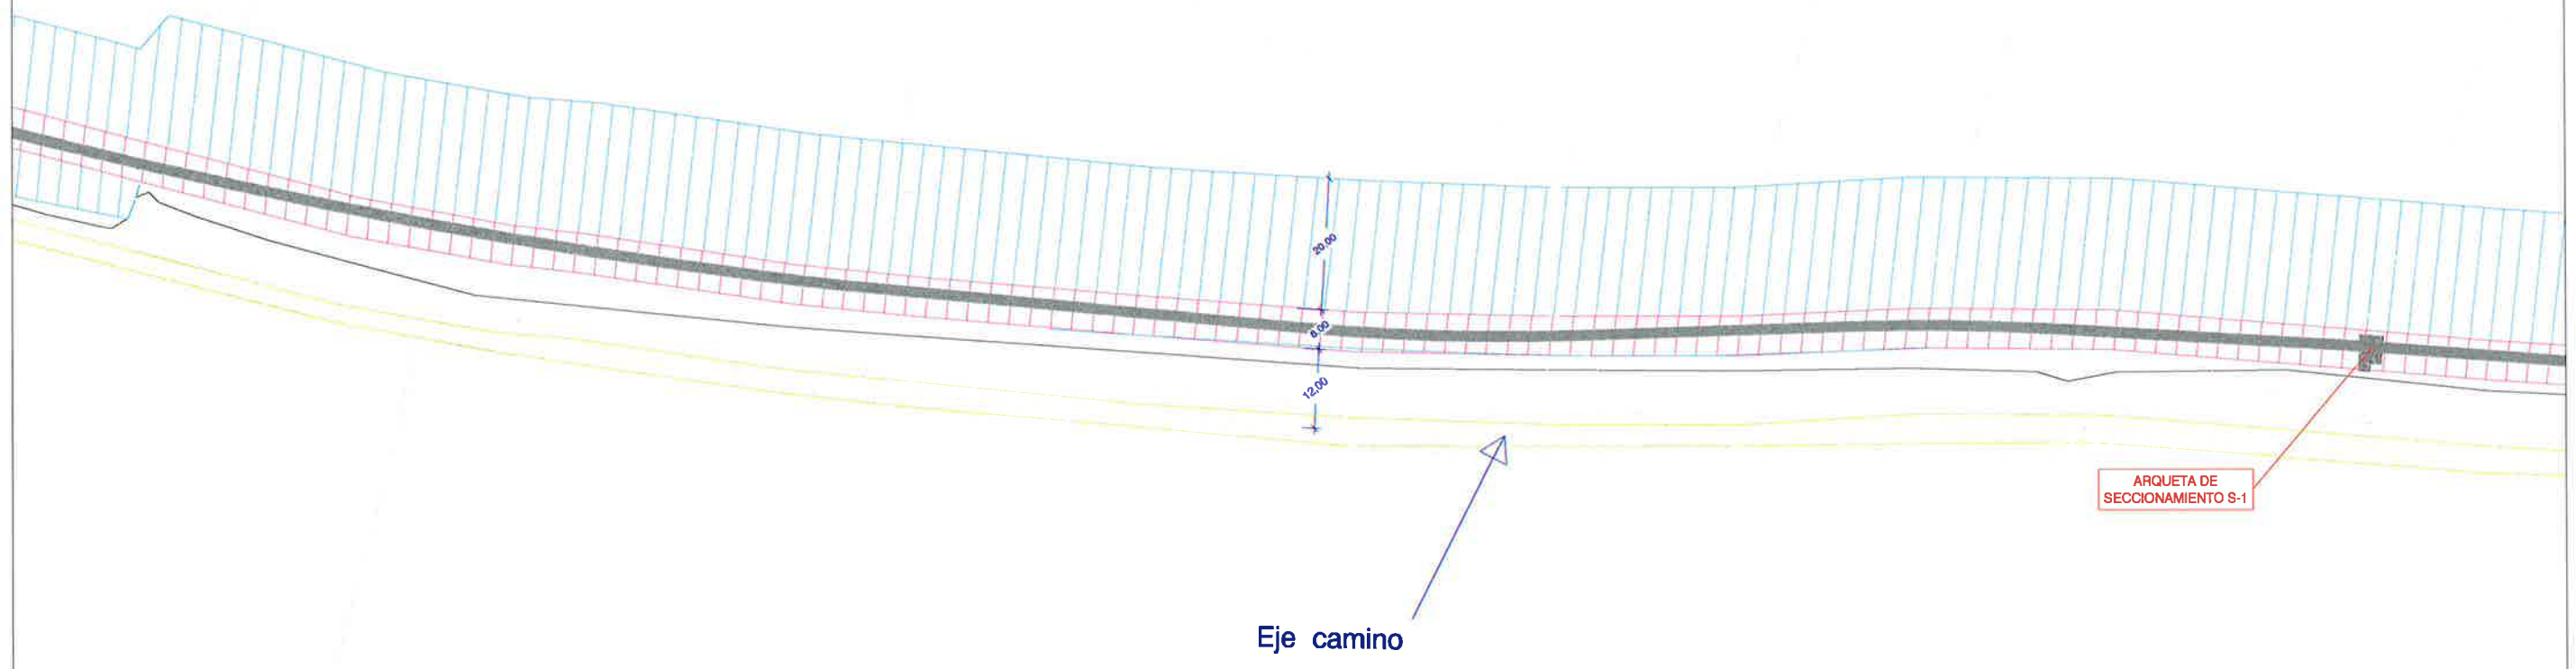 20,00
6,00
12,00
ARQUETA DE
SECCIONAMIENTO S-1
Eje camino